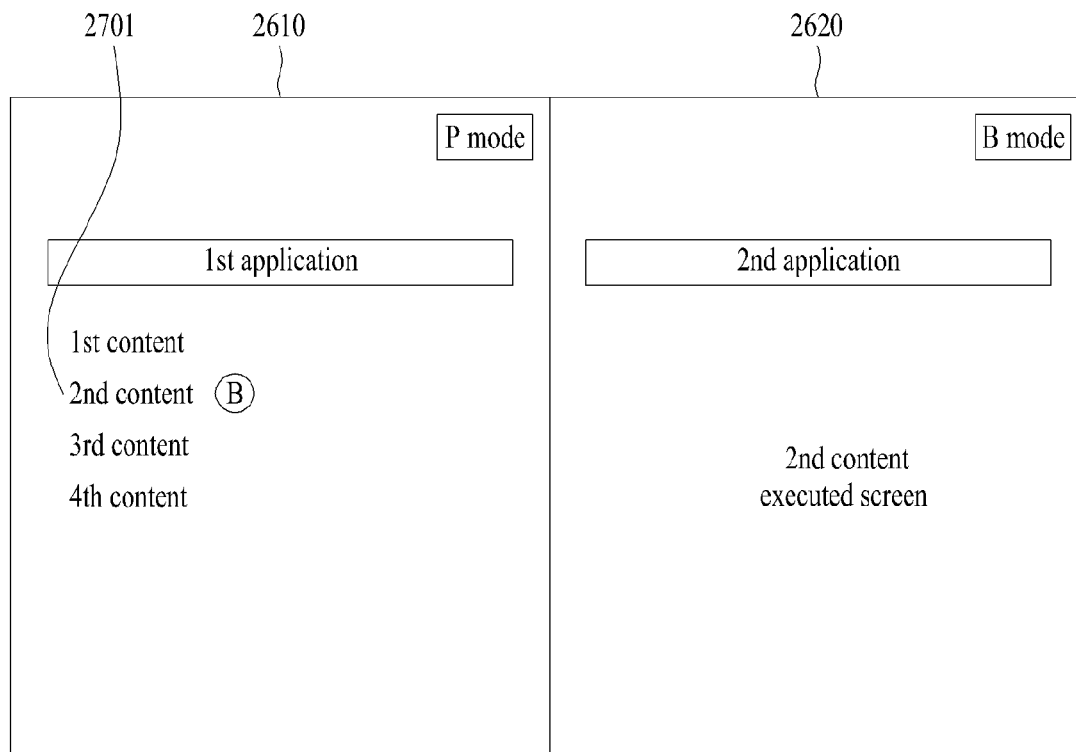 2701 2610 2620
P mode B mode
1st application 2nd application
1st content
2nd content B
3rd content
4th content
2nd content
executed screen